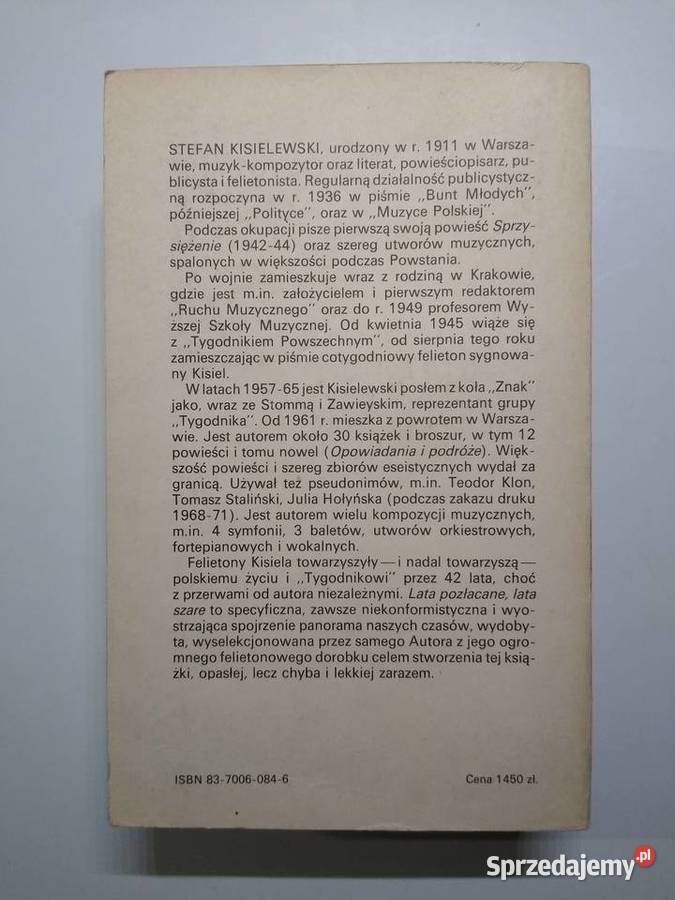 STEFAN KISIELEWSKI, urodzony w r. 1911 w Warsza-
wie, muzyk-kompozytor oraz literat, powieściopisarz, pu-
blicysta i felietonista. Regularną działalność publicystycz-
ną rozpoczyna w r. 1936 w piśmie „Bunt Młodych",
późniejszej „Polityce", oraz w „Muzyce Polskiej".
Podczas okupacji pisze pierwszą swoją powieść Sprzy-
siężenie (1942-44) oraz szereg utworów muzycznych,
spalonych w większości podczas Powstania.
Po wojnie zamieszkuje wraz z rodziną w Krakowie,
gdzie jest m.in. założycielem i pierwszym redaktorem
„Ruchu Muzycznego" oraz do r. 1949 profesorem Wy-
ższej Szkoły Muzycznej. Od kwietnia 1945 wiąże się
z „Tygodnikiem Powszechnym", od sierpnia tego roku
zamieszczając w piśmie cotygodniowy felieton sygnowa-
ny Kisiel.
W latach 1957-65 jest Kisielewski posłem z koła „Znak"
jako, wraz ze Stommą i Zawieyskim, reprezentant grupy
„Tygodnika". Od 1961 r. mieszka z powrotem w Warsza-
wie. Jest autorem około 30 książek i broszur, w tym 12
powieści i tomu nowel (Opowiadania i podróże). Więk-
szość powieści i szereg zbiorów eseistycznych wydał za
granicą. Używał też pseudonimów, m.in. Teodor Klon,
Tomasz Staliński, Julia Hołyńska (podczas zakazu druku
1968-71). Jest autorem wielu kompozycji muzycznych,
m.in. 4 symfonii, 3 baletów, utworów orkiestrowych,
fortepianowych i wokalnych.
Felietony Kisiela towarzyszyły — i nadal towarzyszą —
polskiemu życiu i „Tygodnikowi" przez 42 lata, choć
z przerwami od autora niezależnymi. Lata pozłacane, lata
szare to specyficzna, zawsze niekonformistyczna i wyo-
strzająca spojrzenie panorama naszych czasów, wydoby-
ta, wyselekcjonowana przez samego Autora z jego ogro-
mnego felietonowego dorobku celem stworzenia tej ksią-
żki, opasłej, lecz chyba i lekkiej zarazem.
ISBN 83-7006-084-6 Cena 1450 zł.
Sprzedajemy.pl